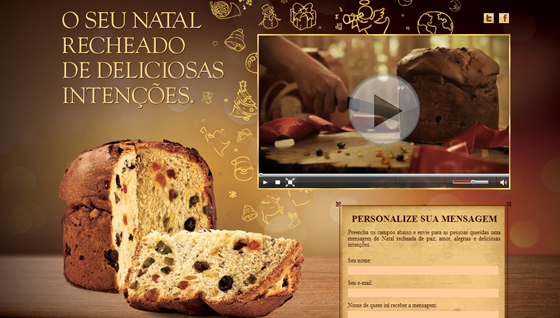 O SEU NATAL
RECHEADO
DE DELICIOSAS
INTENÇÕES.
PERSONALIZE SUA MENSAGEM
Preencha os campos abaixo e envie para as pessoas queridas uma
mensagem de Natal recheada de paz, amor, alegrias e deliciosas
intenções.
Seu nome:
Seu e-mail:
Nome de quem irá receber a mensagem: